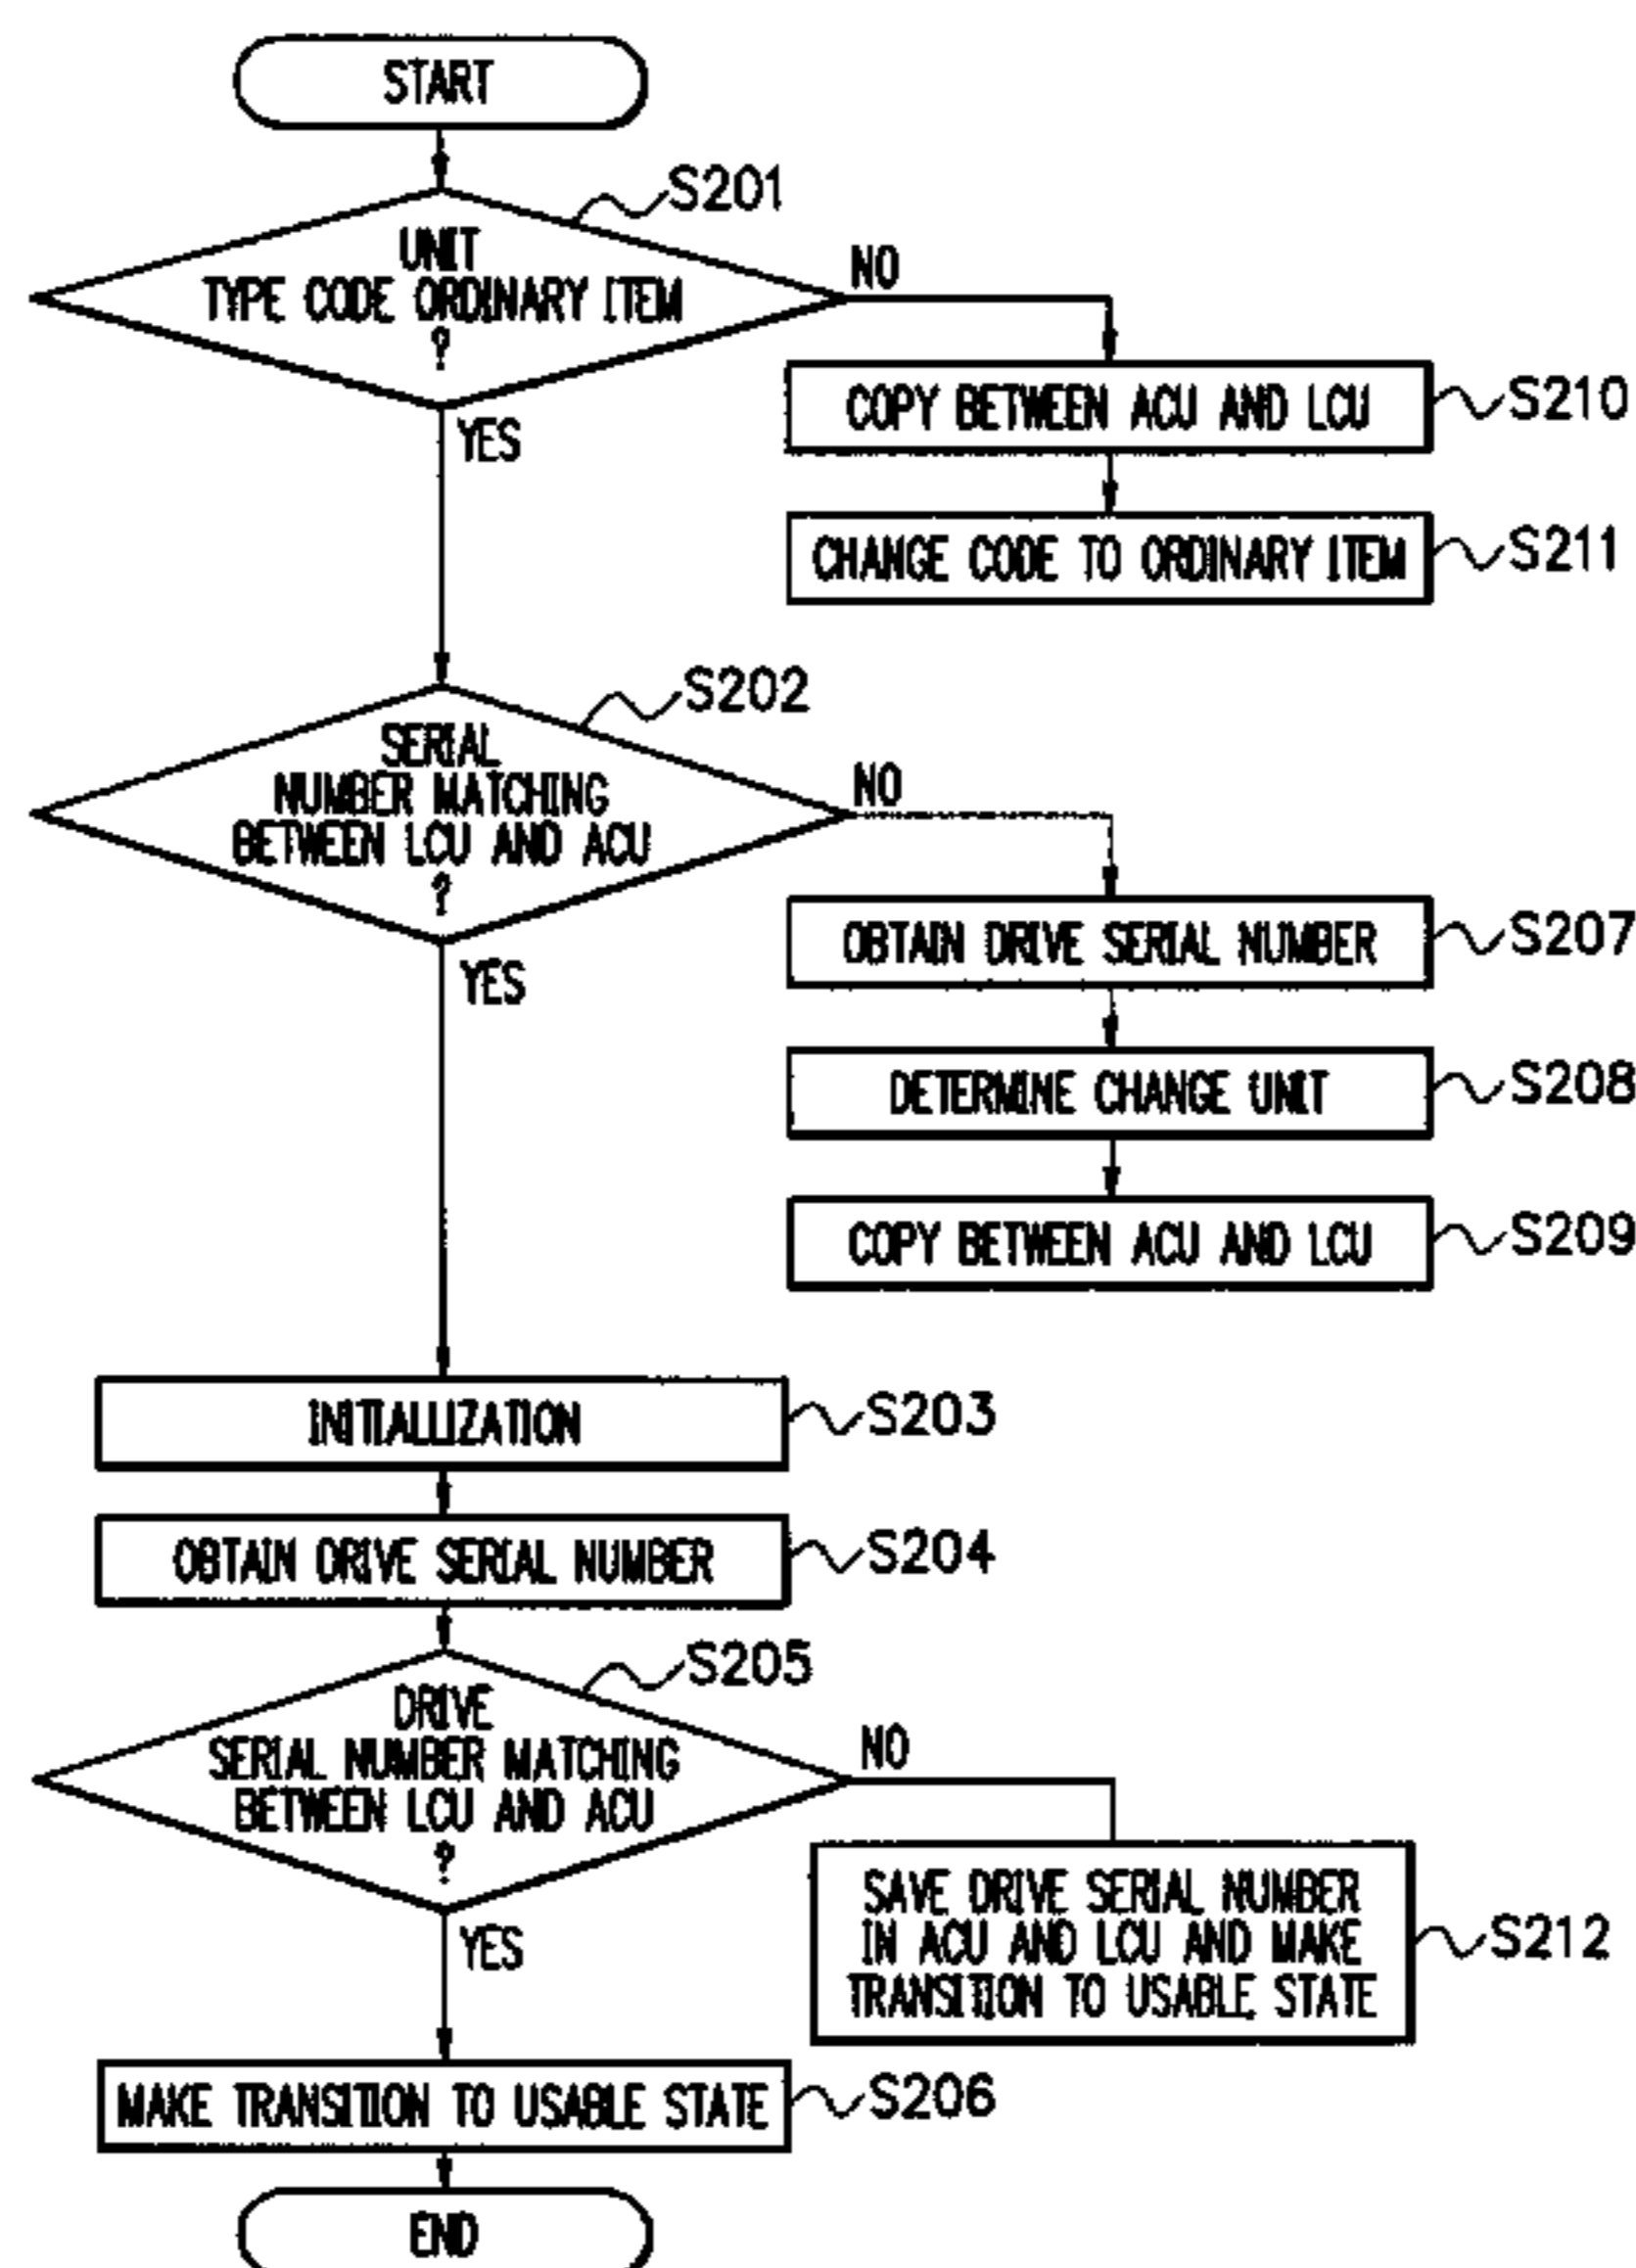 START
S201
UNIT
TYPE CODE ORDINARY ITEM
?
NO
YES
COPY BETWEEN ACU AND LCU
S210
CHANGE CODE TO ORDINARY ITEM
S211
S202
SERIAL
NUMBER MATCHING
BETWEEN LCU AND ACU
?
NO
YES
OBTAIN DRIVE SERIAL NUMBER
S207
DETERMINE CHANGE UNIT
S208
COPY BETWEEN ACU AND LCU
S209
INITIALLIZATION
S203
OBTAIN DRIVE SERIAL NUMBER
S204
S205
DRIVE
SERIAL NUMBER MATCHING
BETWEEN LCU AND ACU
?
NO
YES
SAVE DRIVE SERIAL NUMBER
IN ACU AND LCU AND MAKE
TRANSITION TO USABLE STATE
S212
MAKE TRANSITION TO USABLE STATE
S206
END